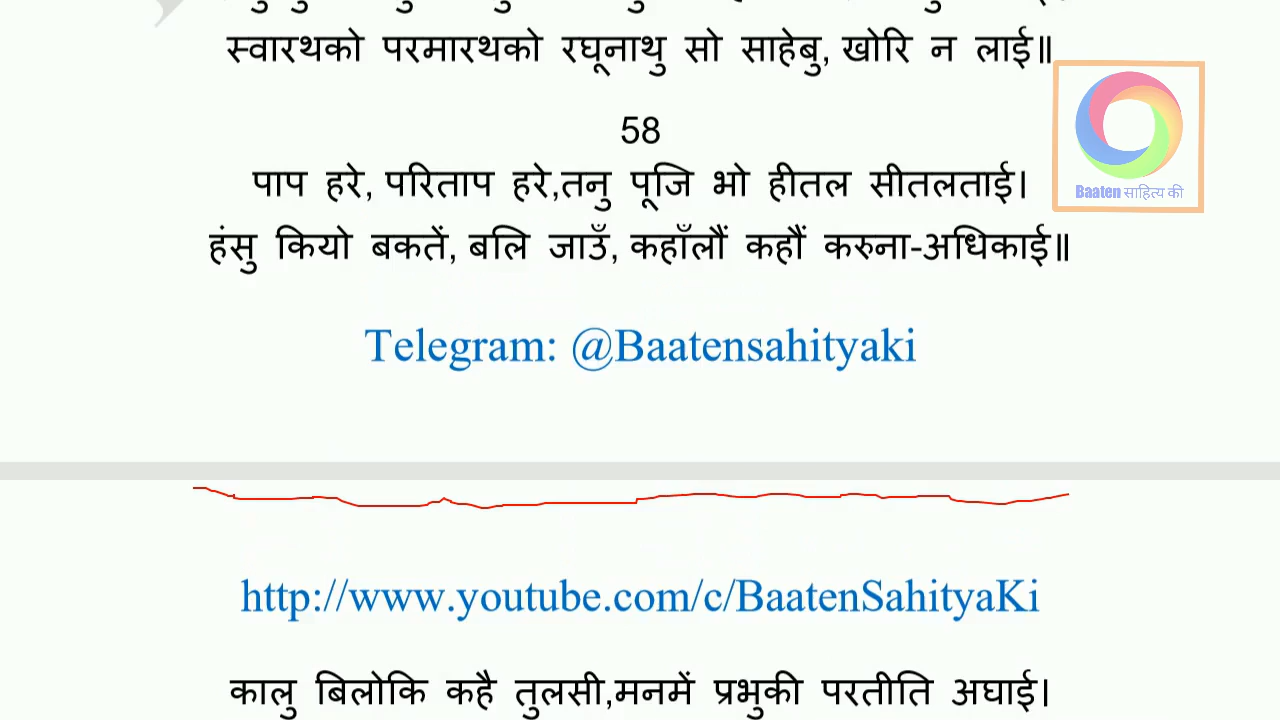 स्वारथको परमारथको रघूनाथु सो साहेबु, खोरि न लाई॥
58
पाप हरे, परिताप हरे,तनु पूजि भो हीतल सीतलताई।
हंसु कियो बकतें, बलि जाउँ, कहाँलौं कहौं करुना-अधिकाई॥
Baaten साहित्य की
Telegram: @Baatensahityaki
http://www.youtube.com/c/BaatenSahityaKi
कालु बिलोकि कहै तुलसी,मनमें प्रभुकी परतीति अघाई।